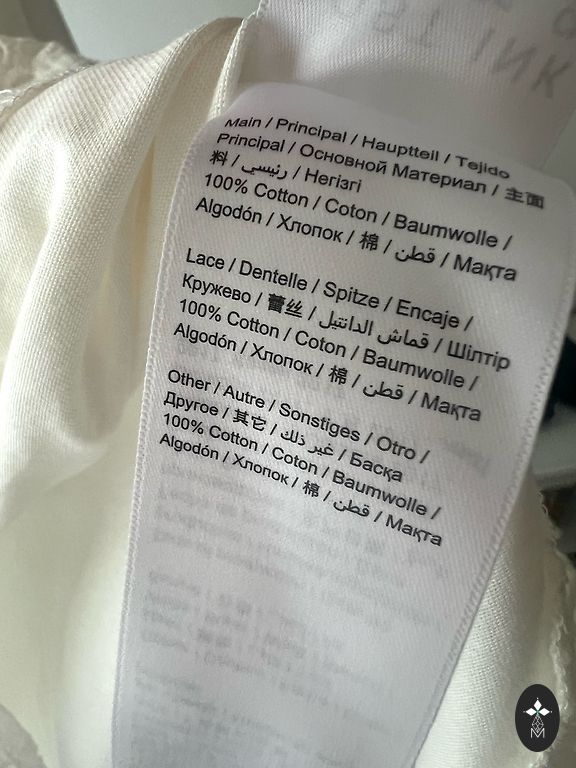 Main / Principal / Hauptteil / Tejido
Principal / Основной Материал / 主面
料 / رئيسي / Негізгі
100% Cotton / Coton / Baumwolle /
Algodón / Хлопок / 棉 / قطن / Мақта
Lace / Dentelle / Spitze / Encaje /
Кружево / 蕾丝 / قماش الدانتيل / Шілтір
100% Cotton / Coton / Baumwolle /
Algodón / Хлопок / 棉 / قطن / Мақта
Other / Autre / Sonstiges / Otro /
Другое / 其它 / غير ذلك / Басқа
100% Cotton / Coton / Baumwolle /
Algodón / Хлопок / 棉 / قطن / Мақта